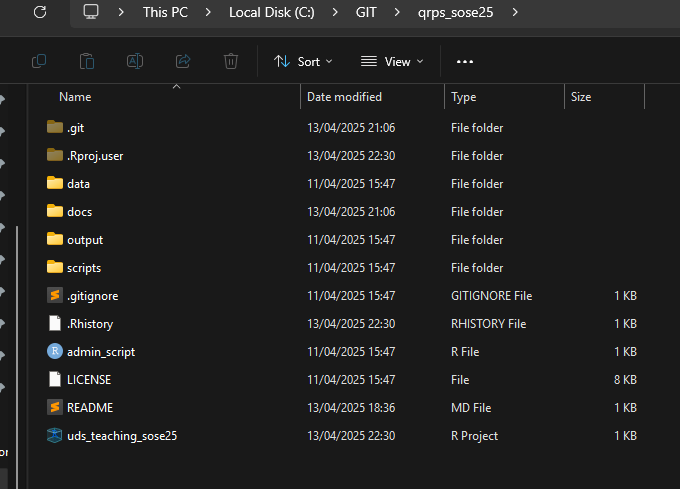 This PC > Local Disk (C:) > GIT > qrps_sose25 >
Sort View
Name Date modified Type Size
.git 13/04/2025 21:06 File folder
.Rproj.user 13/04/2025 22:30 File folder
data 11/04/2025 15:47 File folder
docs 13/04/2025 21:06 File folder
output 11/04/2025 15:47 File folder
scripts 11/04/2025 15:47 File folder
.gitignore 11/04/2025 15:47 GITIGNORE File 1 KB
.Rhistory 13/04/2025 22:30 RHISTORY File 1 KB
admin_script 11/04/2025 15:47 R File 1 KB
LICENSE 11/04/2025 15:47 File 8 KB
README 13/04/2025 18:36 MD File 1 KB
uds_teaching_sose25 13/04/2025 22:30 R Project 1 KB